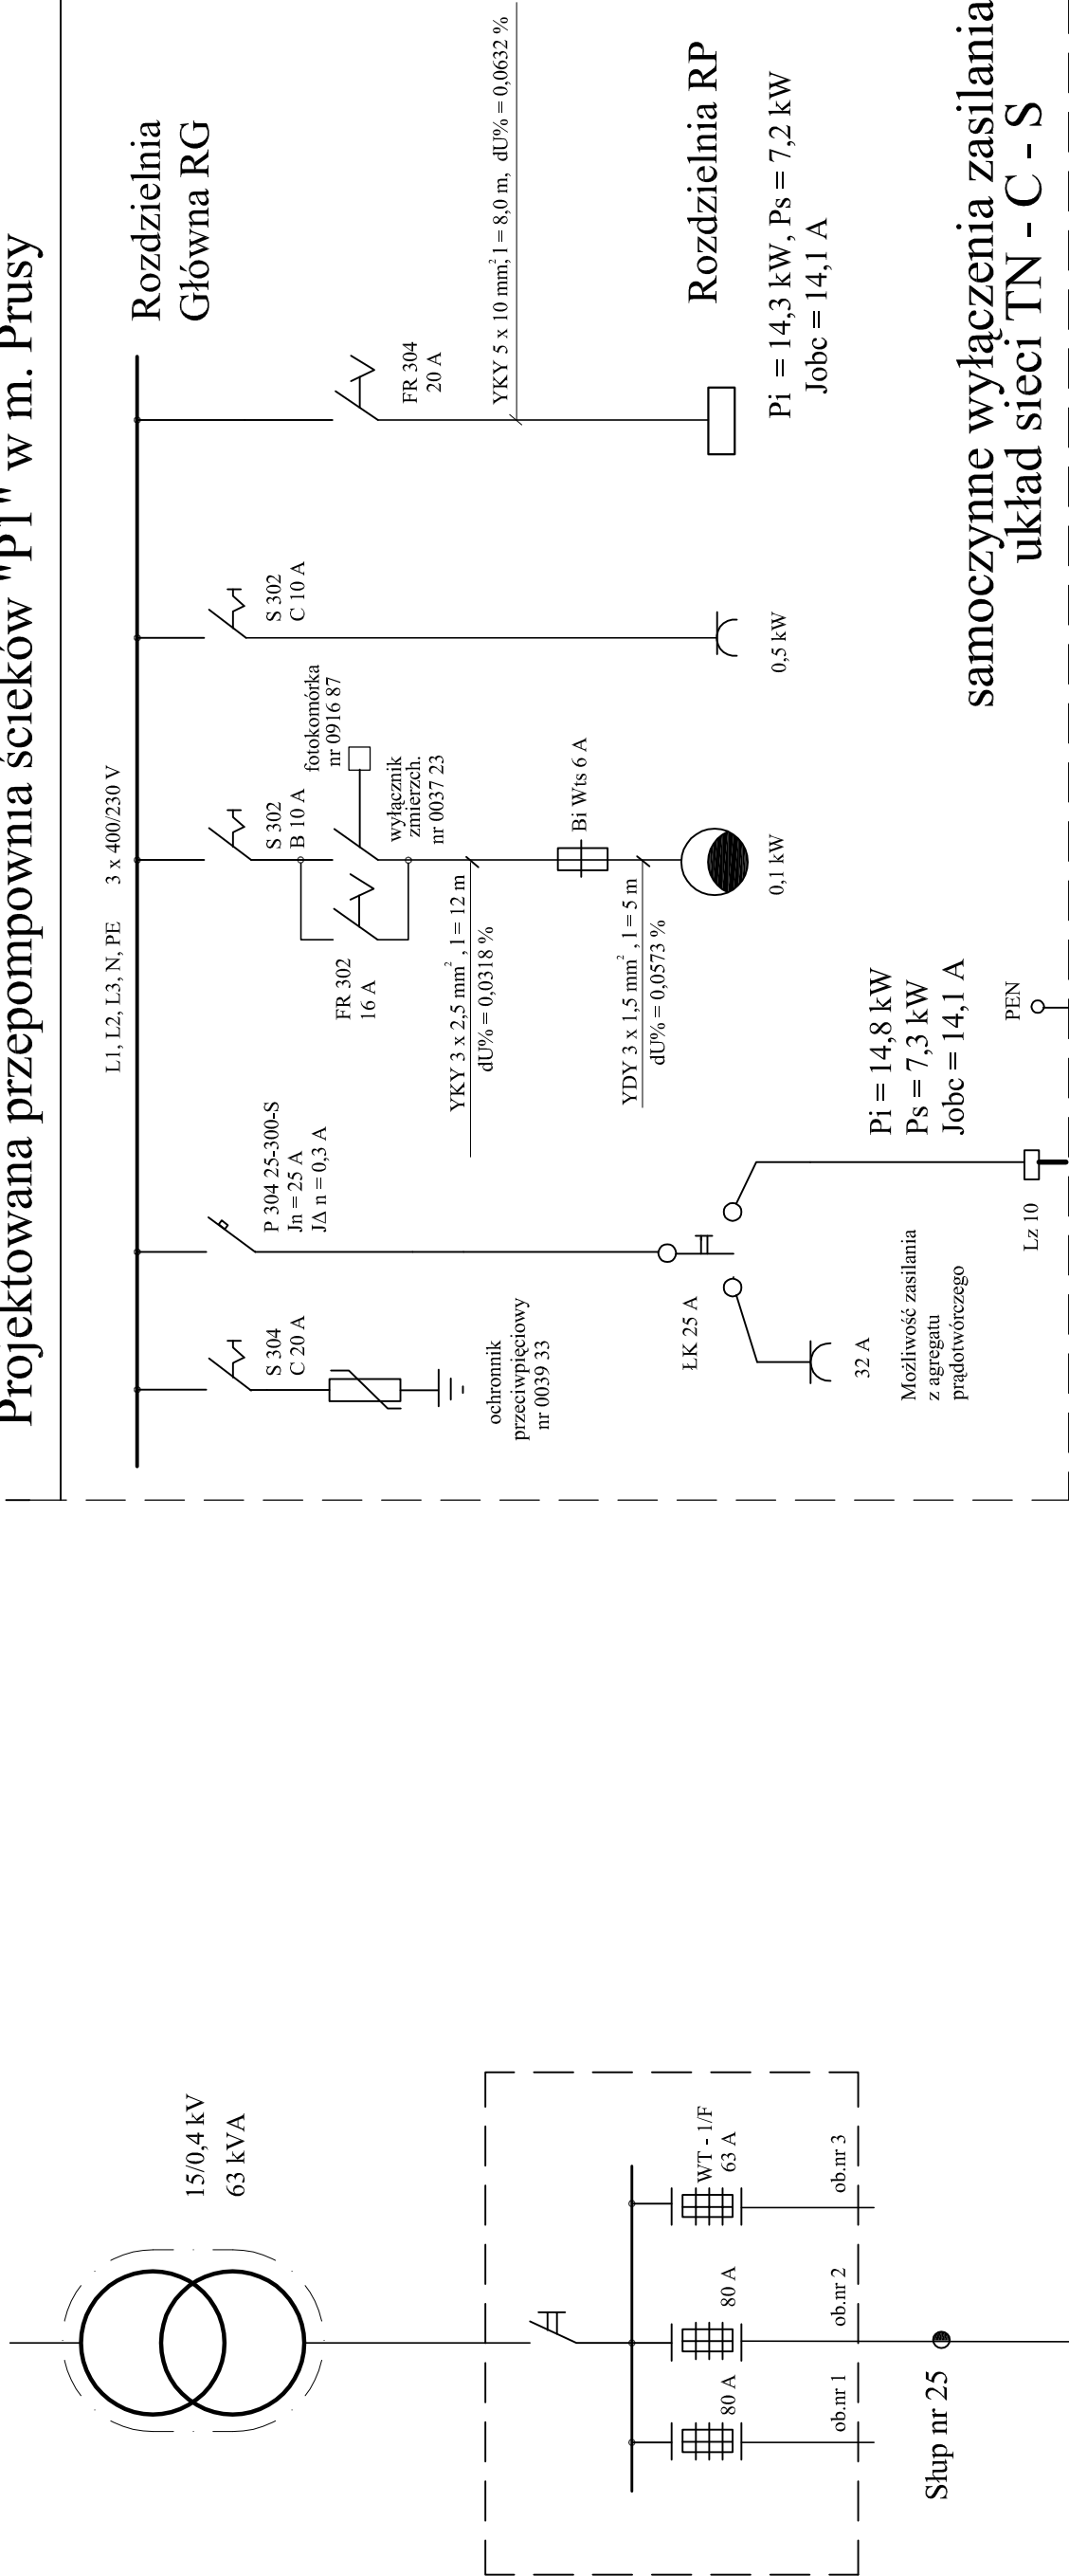 Projektowana przepompownia ścieków "P1" w m. Prusy
Rozdzielnia
Główna RG
L1, L2, L3, N, PE 3 x 400/230 V
S 304
C 20 A
ochronnik
przeciwpięciowy
nr 0039 33
P 304 25-300-S
Jn = 25 A
JΔ n = 0,3 A
ŁK 25 A
32 A
Możliwość zasilania
z agregatu
prądotwórczego
Lz 10
Pi = 14,8 kW
Ps = 7,3 kW
Jobc = 14,1 A
PEN
S 302
B 10 A
fotokomórka
nr 0916 87
wyłącznik
zmierzch.
nr 0037 23
FR 302
16 A
YKY 3 x 2,5 mm², l = 12 m
dU% = 0,0318 %
Bi Wts 6 A
YDY 3 x 1,5 mm², l = 5 m
dU% = 0,0573 %
0,1 kW
S 302
C 10 A
0,5 kW
FR 304
20 A
YKY 5 x 10 mm², l = 8,0 m, dU% = 0,0632 %
Rozdzielnia RP
Pi = 14,3 kW, Ps = 7,2 kW
Jobc = 14,1 A
samoczynne wyłączenia zasilania
układ sieci TN - C - S
15/0,4 kV
63 kVA
80 A
80 A
WT - 1/F
63 A
ob.nr 1
ob.nr 2
ob.nr 3
Słup nr 25